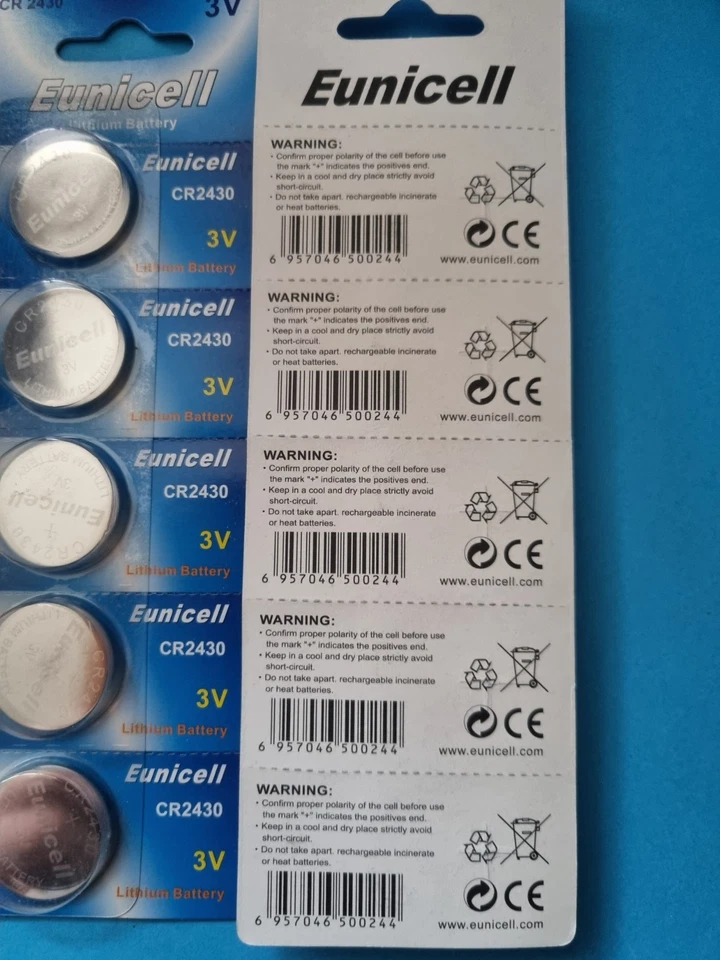 CR 2430
3V
Eunicell
Lithium Battery
Eunicell
CR2430
3V
Lithium Battery
Eunicell
CR2430
3V
Lithium Battery
Eunicell
CR2430
3V
Lithium Battery
Eunicell
CR2430
3V
Lithium Battery
Eunicell
CR2430
3V
Lithium Battery
Eunicell
Eunicell
Eunicell
CR2430
Eunicell
Eunicell
WARNING:
• Confirm proper polarity of the cell before use
the mark "+" indicates the positives end.
• Keep in a cool and dry place strictly avoid
short-circuit.
• Do not take apart. rechargeable incinerate
or heat batteries.
6 957046 500244
CE
www.eunicell.com
WARNING:
• Confirm proper polarity of the cell before use
the mark "+" indicates the positives end.
• Keep in a cool and dry place strictly avoid
short-circuit.
• Do not take apart. rechargeable incinerate
or heat batteries.
6 957046 500244
CE
www.eunicell.com
WARNING:
• Confirm proper polarity of the cell before use
the mark "+" indicates the positives end.
• Keep in a cool and dry place strictly avoid
short-circuit.
• Do not take apart. rechargeable incinerate
or heat batteries.
6 957046 500244
CE
www.eunicell.com
WARNING:
• Confirm proper polarity of the cell before use
the mark "+" indicates the positives end.
• Keep in a cool and dry place strictly avoid
short-circuit.
• Do not take apart. rechargeable incinerate
or heat batteries.
6 957046 500244
CE
www.eunicell.com
WARNING:
• Confirm proper polarity of the cell before use
the mark "+" indicates the positives end.
• Keep in a cool and dry place strictly avoid
short-circuit.
• Do not take apart. rechargeable incinerate
or heat batteries.
6 957046 500244
CE
www.eunicell.com